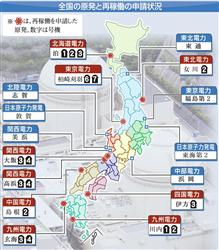 全国の原発と再稼働の申請状況
※は、再稼働を申請した
原発。数字は号機
北海道電力
泊 1 2 3
東北電力
東通
東京電力
柏崎刈羽 6 7
東北電力
女川 2
北陸電力
志賀
東京電力
福島第2
日本原子力発電
敦賀
関西電力
美浜
日本原子力発電
東海第2
関西電力
大飯 3 4
中部電力
浜岡
関西電力
高浜 3 4
四国電力
伊方 3
中国電力
島根 2
九州電力
川内 1 2
九州電力
玄海 3 4